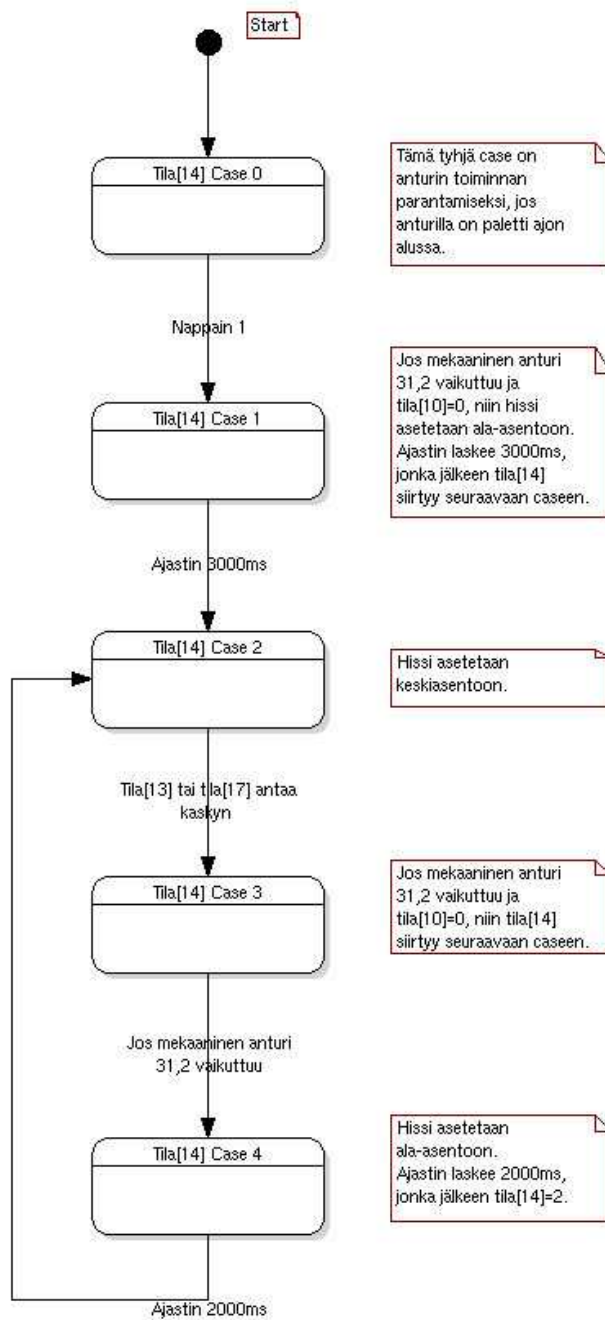 Start
Tila[14] Case 0
Tämä tyhjä case on
anturin toiminnan
parantamiseksi, jos
anturilla on paletti ajon
alussa.
Nappain 1
Tila[14] Case 1
Jos mekaaninen anturi
31,2 vaikuttuu ja
tila[10]=0, niin hissi
asetetaan ala-asentoon.
Ajastin laskee 3000ms,
jonka jälkeen tila[14]
siirtyy seuraavaan caseen.
Ajastin 3000ms
Tila[14] Case 2
Hissi asetetaan
keskiasentoon.
Tila[13] tai tila[17] antaa
kaskyn
Tila[14] Case 3
Jos mekaaninen anturi
31,2 vaikuttuu ja
tila[10]=0, niin tila[14]
siirtyy seuraavaan caseen.
Jos mekaaninen anturi
31,2 vaikuttuu
Tila[14] Case 4
Hissi asetetaan
ala-asentoon.
Ajastin laskee 2000ms,
jonka jälkeen tila[14]=2.
Ajastin 2000ms